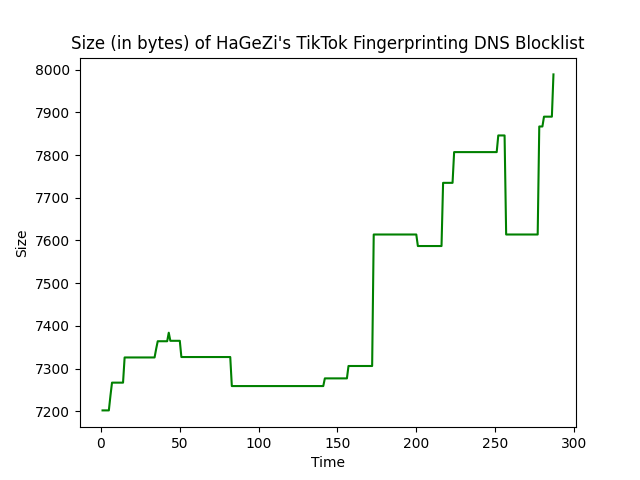 Size (in bytes) of HaGeZi's TikTok Fingerprinting DNS Blocklist
8000
7900
7800
7700
7600
7500
7400
7300
7200
Size
0 50 100 150 200 250 300
Time